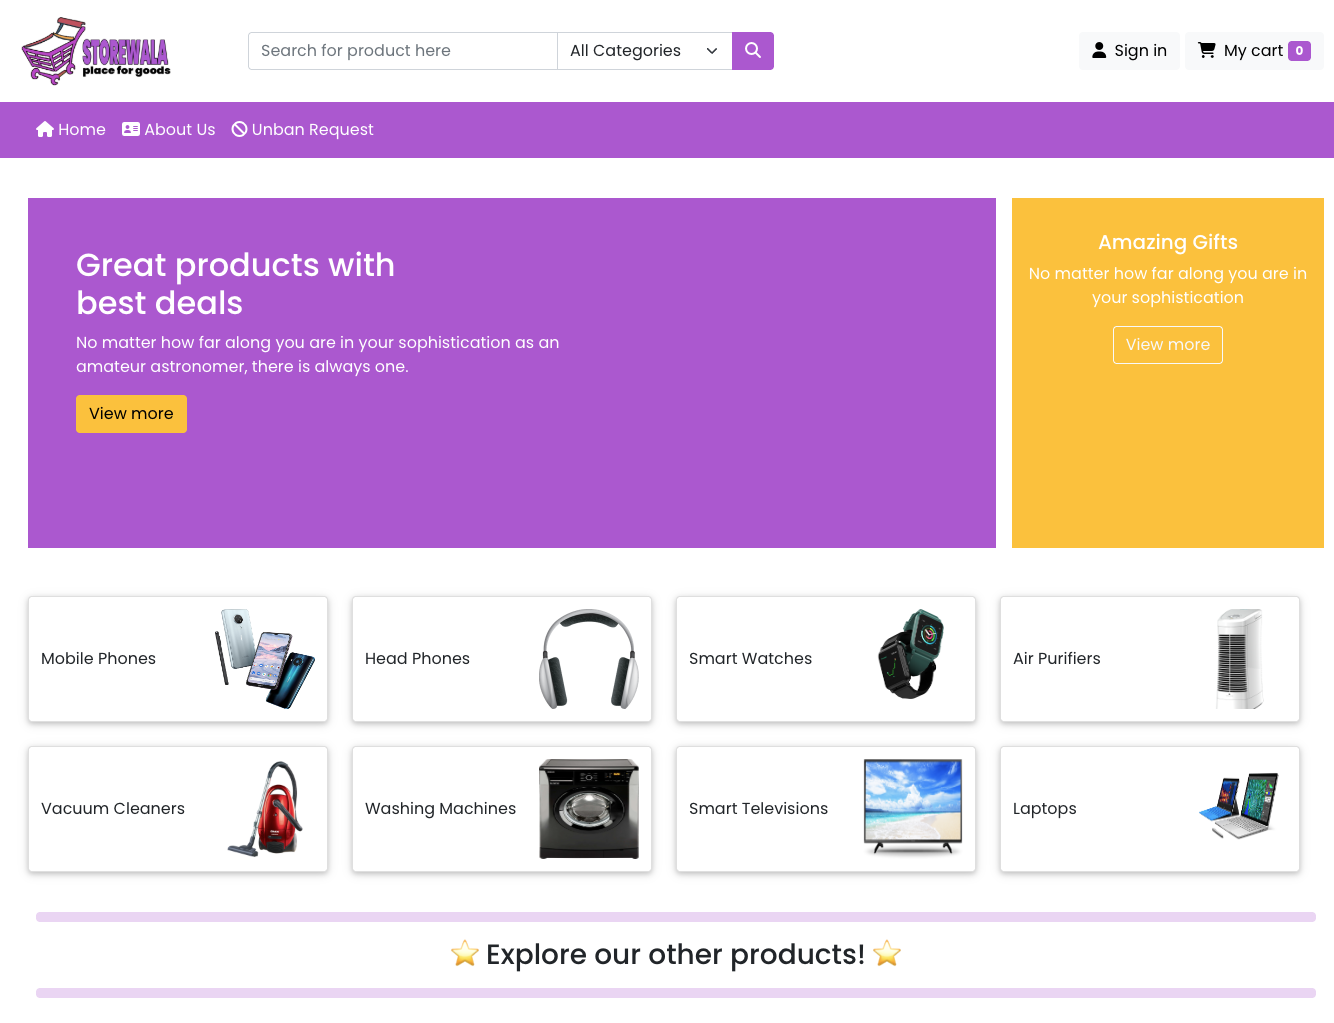 STOREWALA
place for goods
Search for product here
All Categories
Sign in
My cart 0
Home
About Us
Unban Request
Great products with
best deals
No matter how far along you are in your sophistication as an
amateur astronomer, there is always one.
View more
Amazing Gifts
No matter how far along you are in
your sophistication
View more
Mobile Phones
Head Phones
Smart Watches
Air Purifiers
Vacuum Cleaners
Washing Machines
Smart Televisions
Laptops
⭐ Explore our other products! ⭐